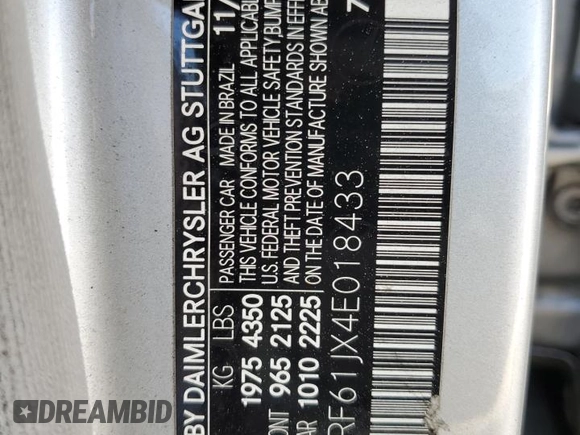 BY DAIMLERCHRYSLER AG STUTTGA
KG LBS PASSENGER CAR MADE IN BRAZIL 11/
1975 4350 THIS VEHICLE CONFORMS TO ALL APPLICABL
U.S. FEDERAL MOTOR VEHICLE SAFETY, BUMP
ONT 965 2125 AND THEFT PREVENTION STANDARDS IN EF
AR 1010 2225 ON THE DATE OF MANUFACTURE SHOWN AB
RF61JX4E018433
DREAMBID